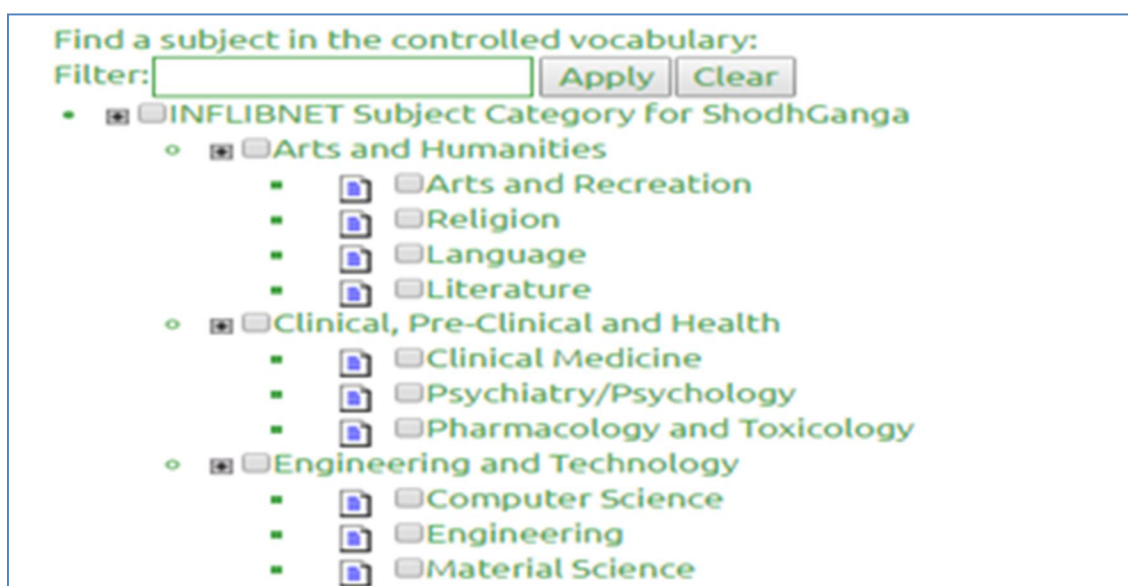 Find a subject in the controlled vocabulary:
Filter: Apply Clear
INFLIBNET Subject Category for ShodhGanga
Arts and Humanities
Arts and Recreation
Religion
Language
Literature
Clinical, Pre-Clinical and Health
Clinical Medicine
Psychiatry/Psychology
Pharmacology and Toxicology
Engineering and Technology
Computer Science
Engineering
Material Science